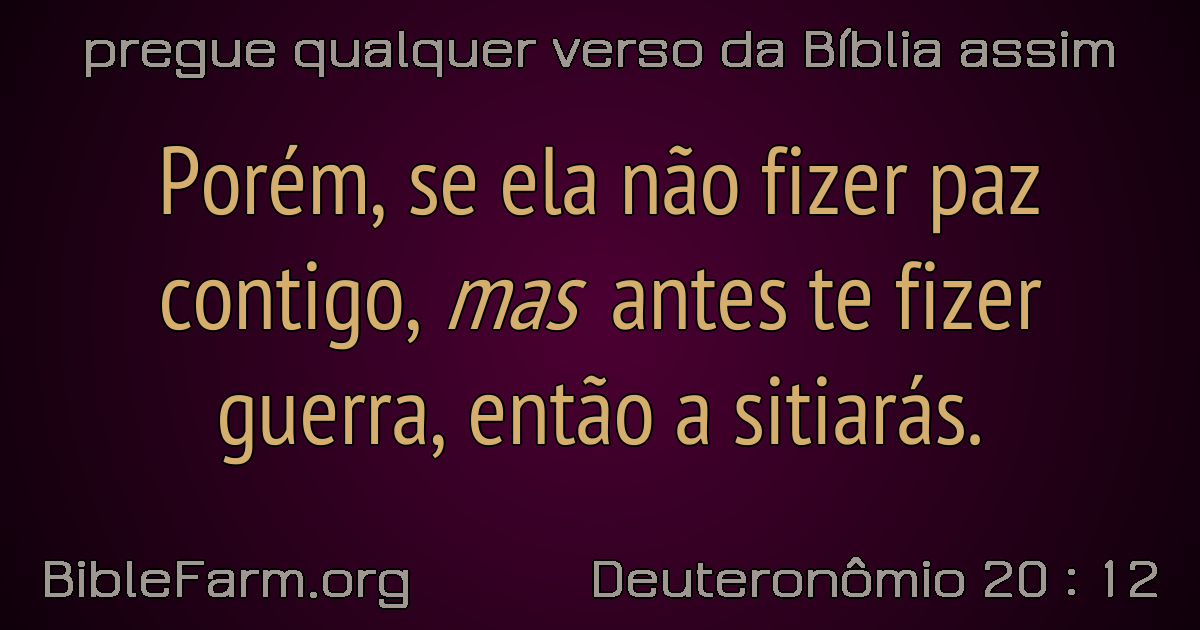 pregue qualquer verso da Bíblia assim
Porém, se ela não fizer paz
contigo, mas antes te fizer
guerra, então a sitiarás.
BibleFarm.org
Deuteronômio 20 : 12